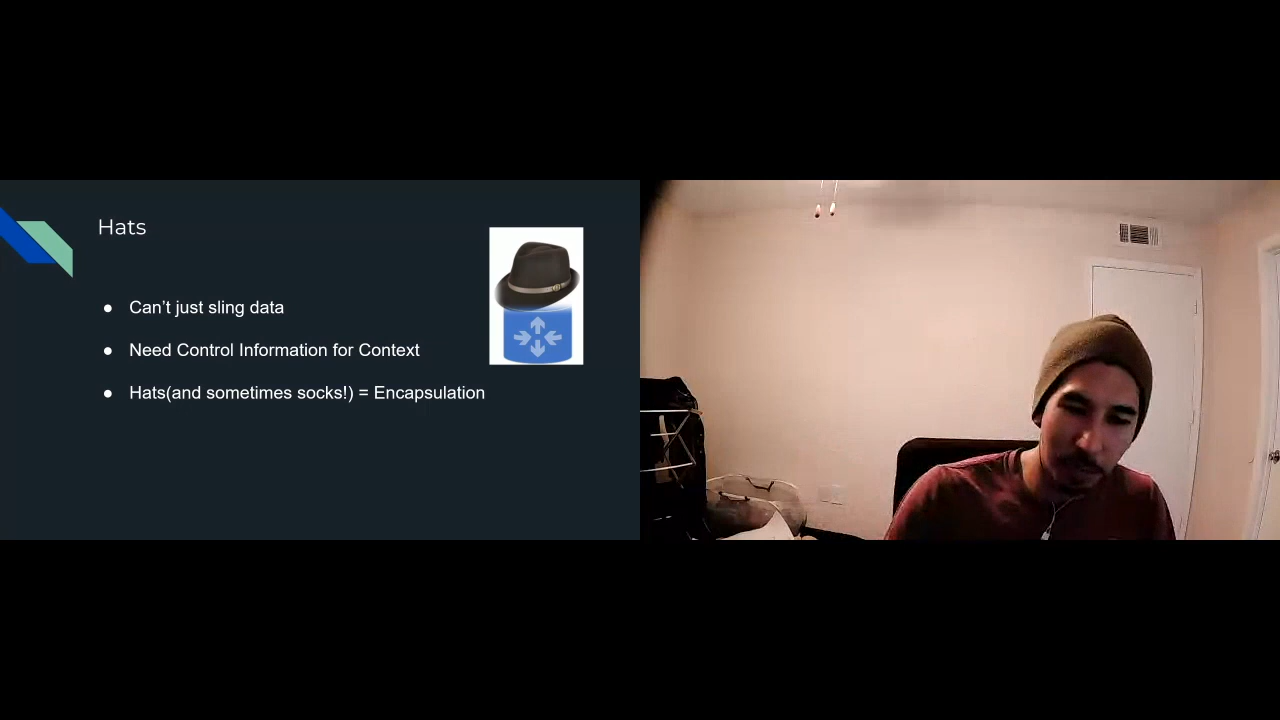 Hats
● Can’t just sling data
● Need Control Information for Context
● Hats(and sometimes socks!) = Encapsulation